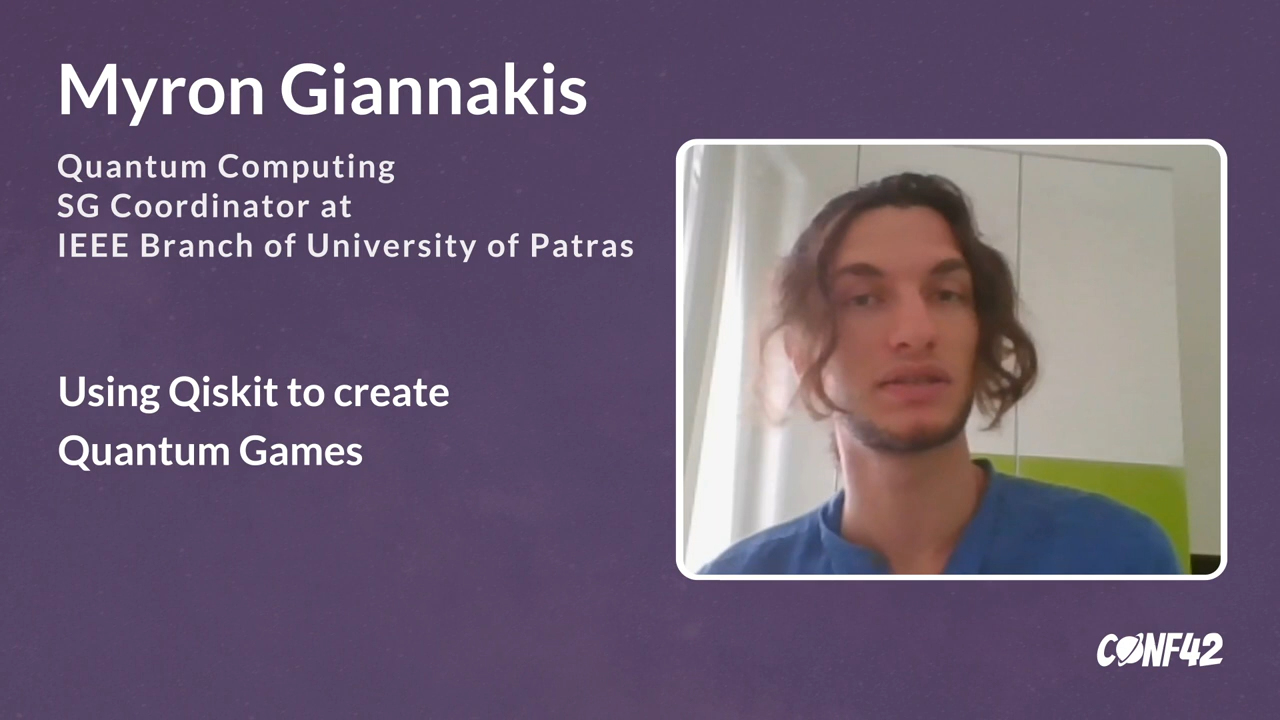 Myron Giannakis
Quantum Computing
SG Coordinator at
IEEE Branch of University of Patras
Using Qiskit to create
Quantum Games
CONF42